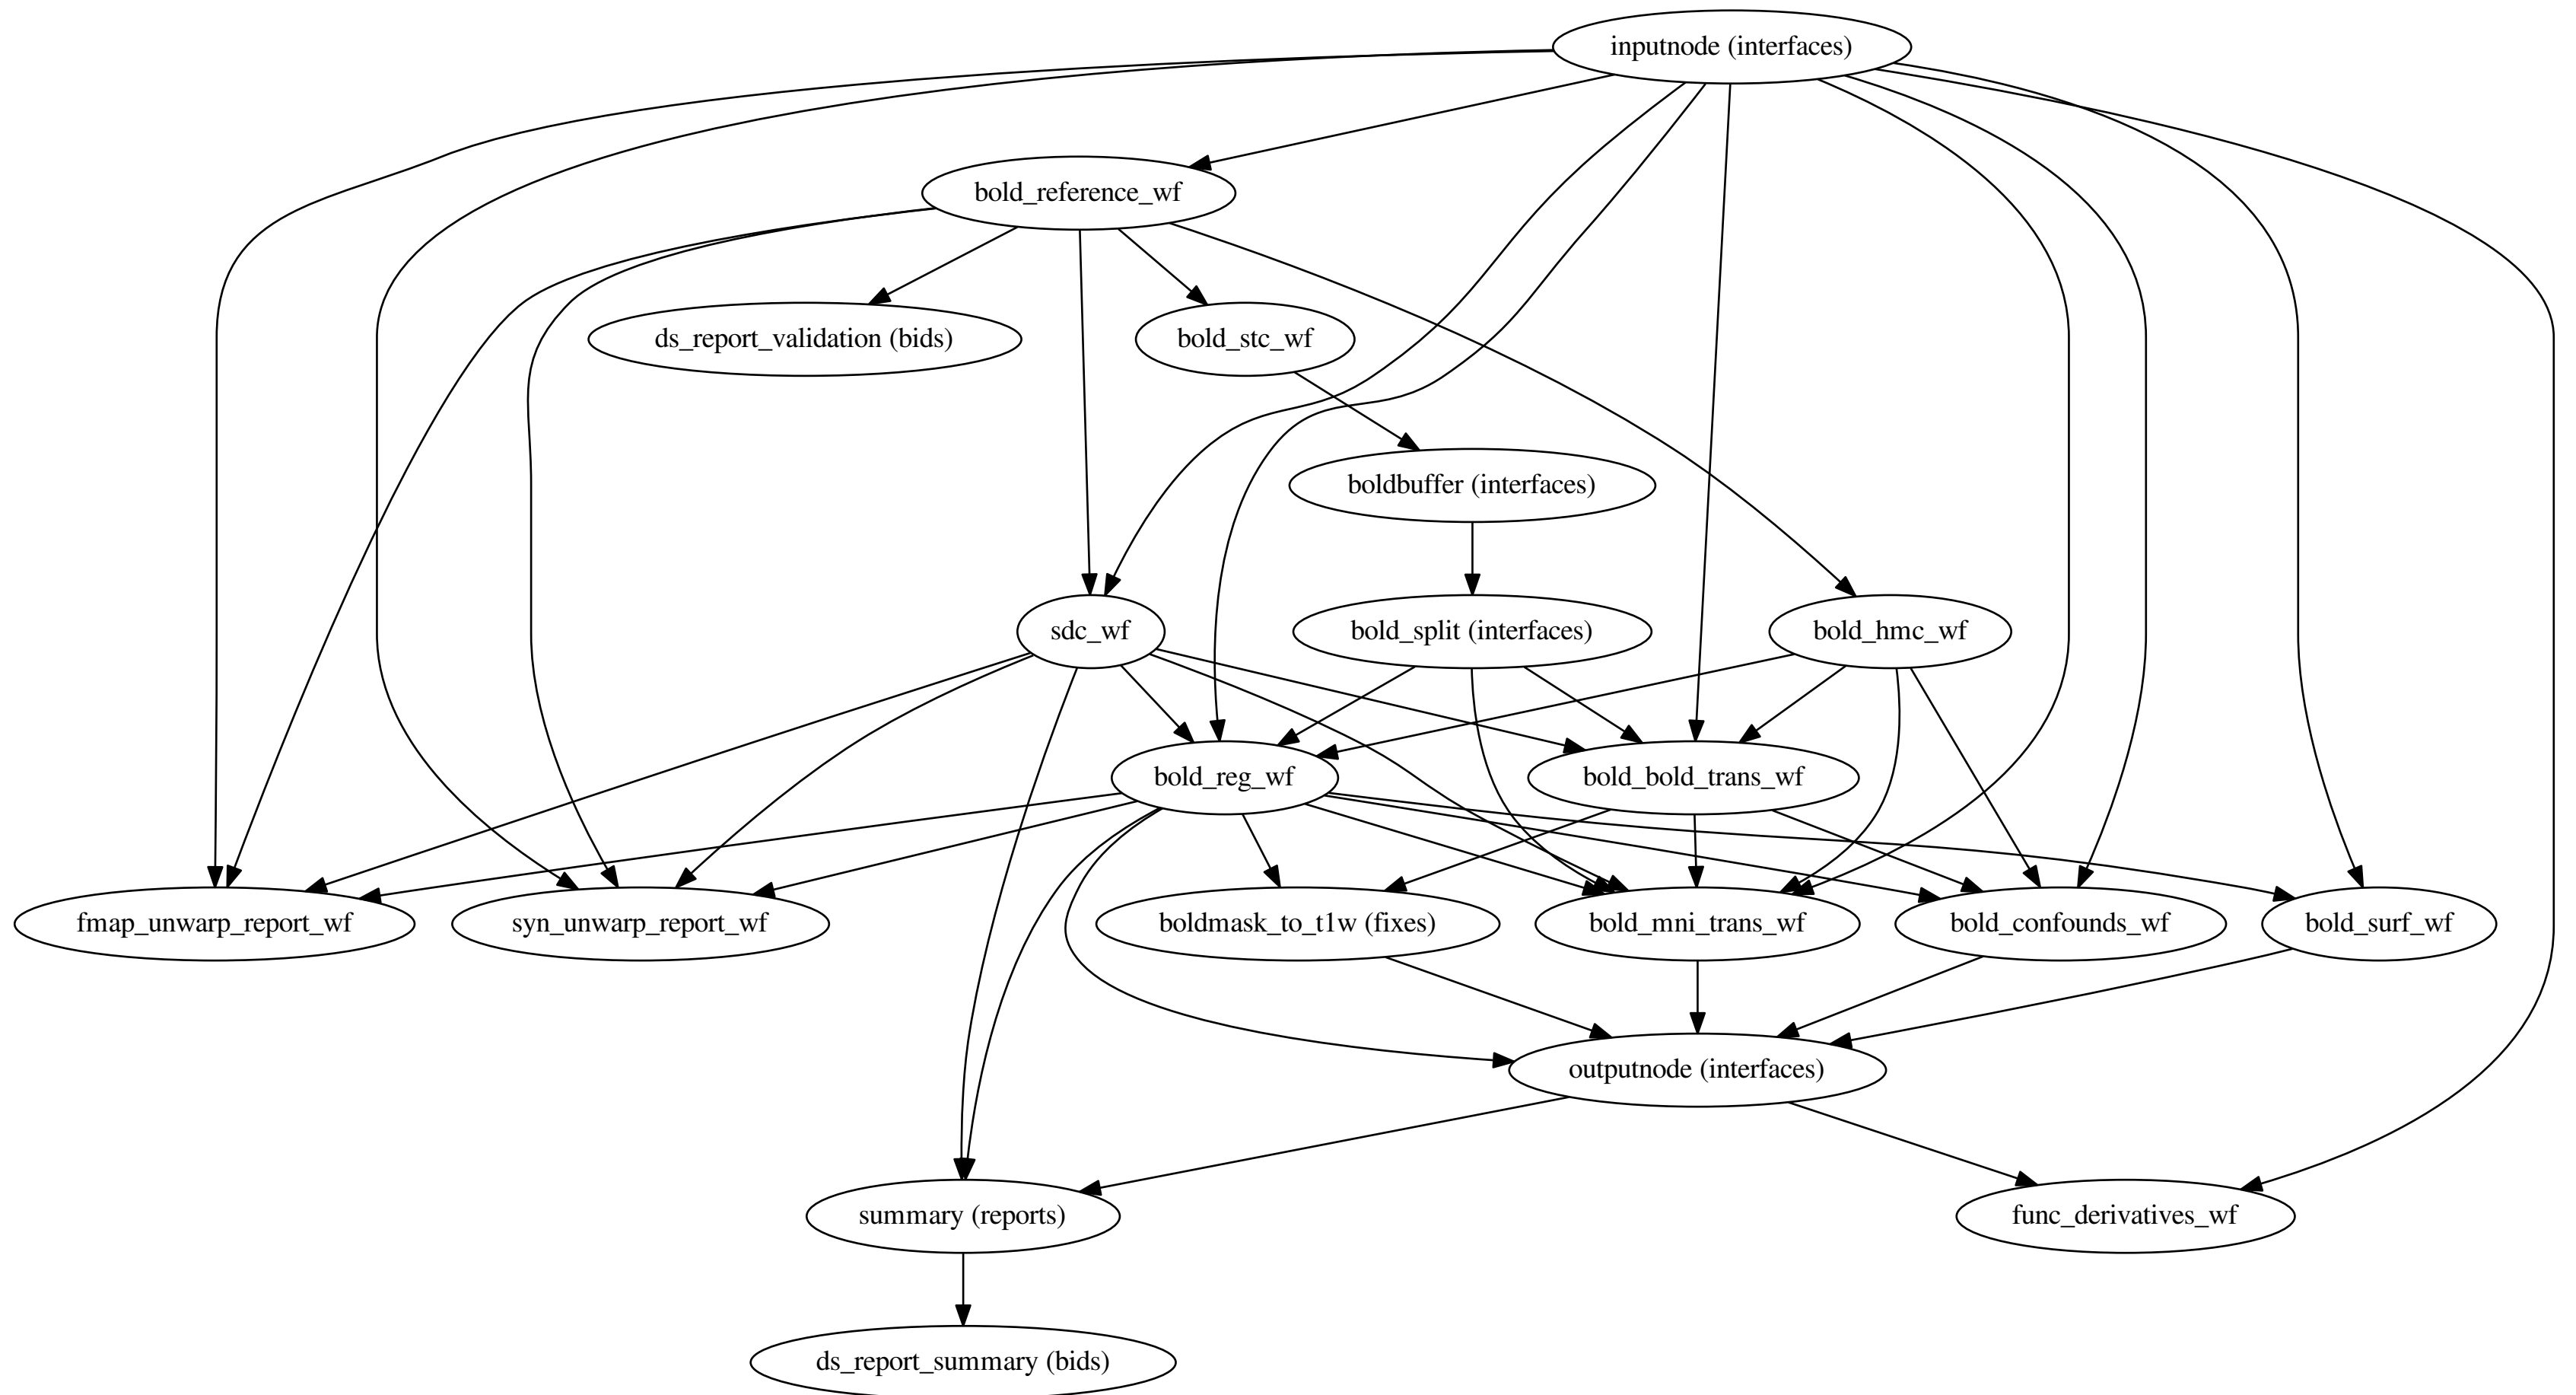 inputnode (interfaces)
bold_reference_wf
ds_report_validation (bids)
bold_stc_wf
boldbuffer (interfaces)
sdc_wf
bold_split (interfaces)
bold_hmc_wf
bold_reg_wf
bold_bold_trans_wf
fmap_unwarp_report_wf
syn_unwarp_report_wf
boldmask_to_t1w (fixes)
bold_mni_trans_wf
bold_confounds_wf
bold_surf_wf
outputnode (interfaces)
summary (reports)
func_derivatives_wf
ds_report_summary (bids)